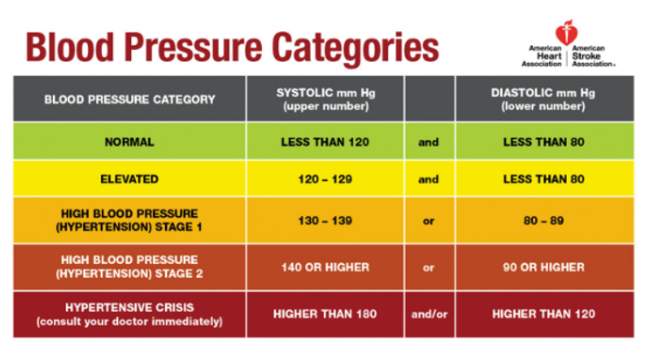 Blood Pressure Categories
American Heart Association
American Stroke Association.
BLOOD PRESSURE CATEGORY
SYSTOLIC mm Hg
(upper number)
DIASTOLIC mm Hg
(lower number)
NORMAL
LESS THAN 120
and
LESS THAN 80
ELEVATED
120 – 129
and
LESS THAN 80
HIGH BLOOD PRESSURE
(HYPERTENSION) STAGE 1
130 – 139
or
80 – 89
HIGH BLOOD PRESSURE
(HYPERTENSION) STAGE 2
140 OR HIGHER
or
90 OR HIGHER
HYPERTENSIVE CRISIS
(consult your doctor immediately)
HIGHER THAN 180
and/or
HIGHER THAN 120